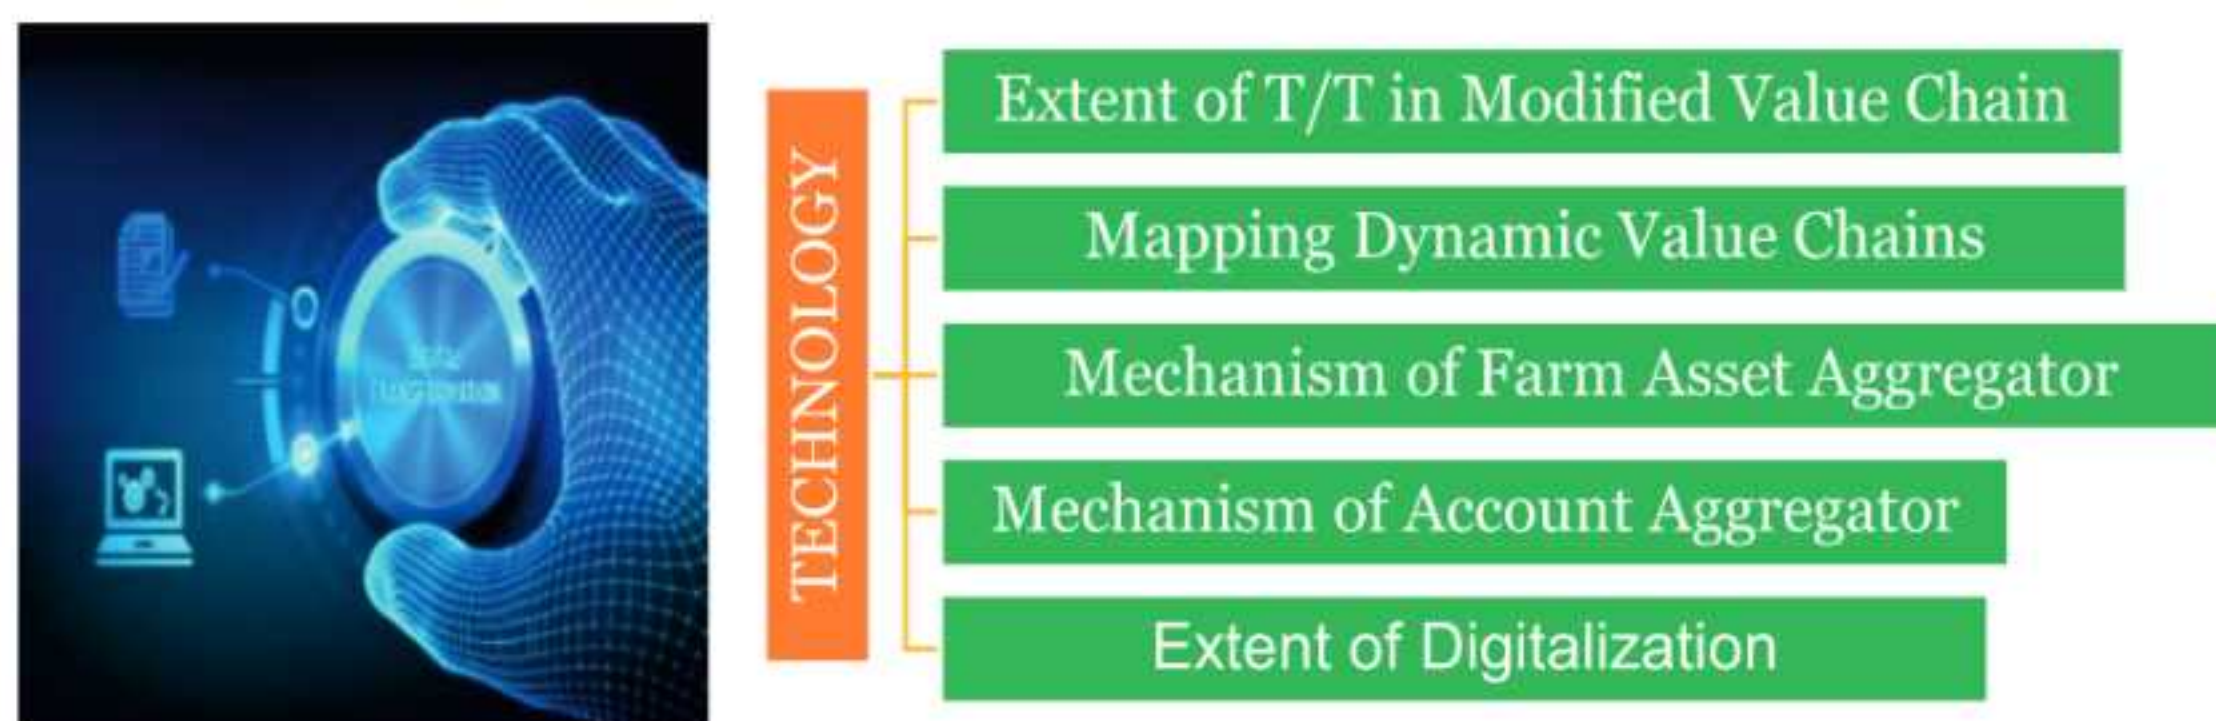 TECHNOLOGY
Extent of T/T in Modified Value Chain
Mapping Dynamic Value Chains
Mechanism of Farm Asset Aggregator
Mechanism of Account Aggregator
Extent of Digitalization